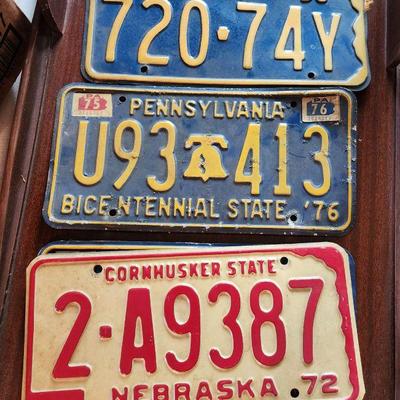 720·74Y
PA 75
PENNSYLVANIA
PA 76
U93 413
BICENTENNIAL STATE '76
CORNHUSKER STATE
2·A9387
NEBRASKA 72